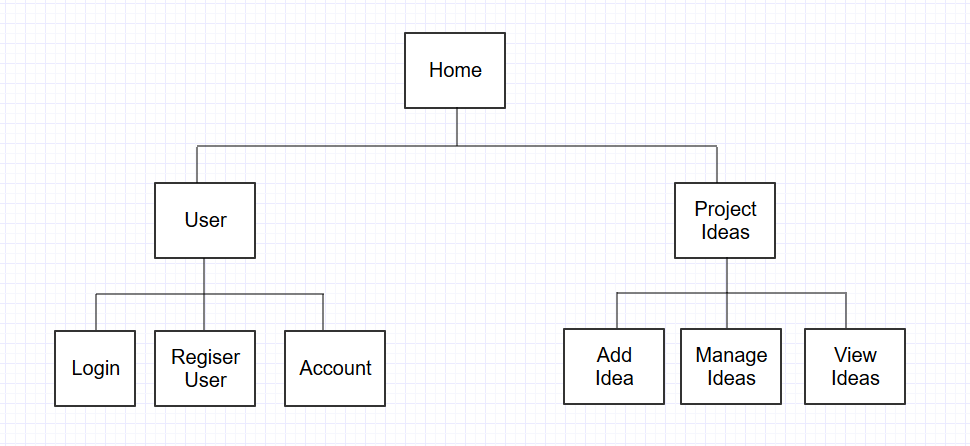 Home
User
Project
Ideas
Login
Regiser
User
Account
Add
Idea
Manage
Ideas
View
Ideas